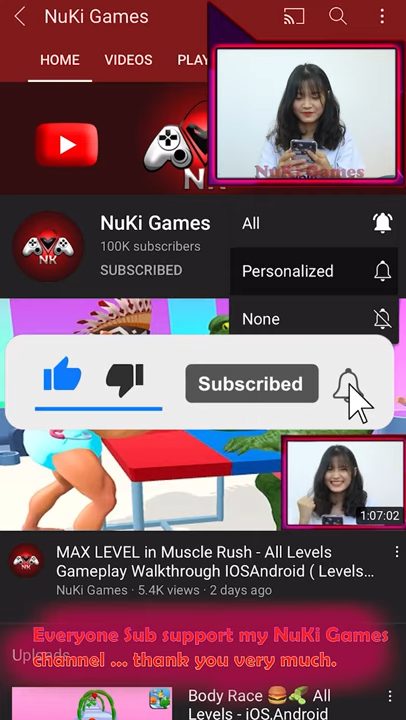 NuKi Games
HOME VIDEOS PLAY
NuKi Games
NK
NuKi Games
100K subscribers
SUBSCRIBED
All
Personalized
None
NK
Subscribed
1:07:02
MAX LEVEL in Muscle Rush - All Levels
Gameplay Walkthrough IOSAndroid ( Levels...
NuKi Games · 5.4K views · 2 days ago
Everyone Sub support my NuKi Games
channel ... thank you very much.
Uploads
Body Race 🍔🥦 All
Levels - iOS,Android